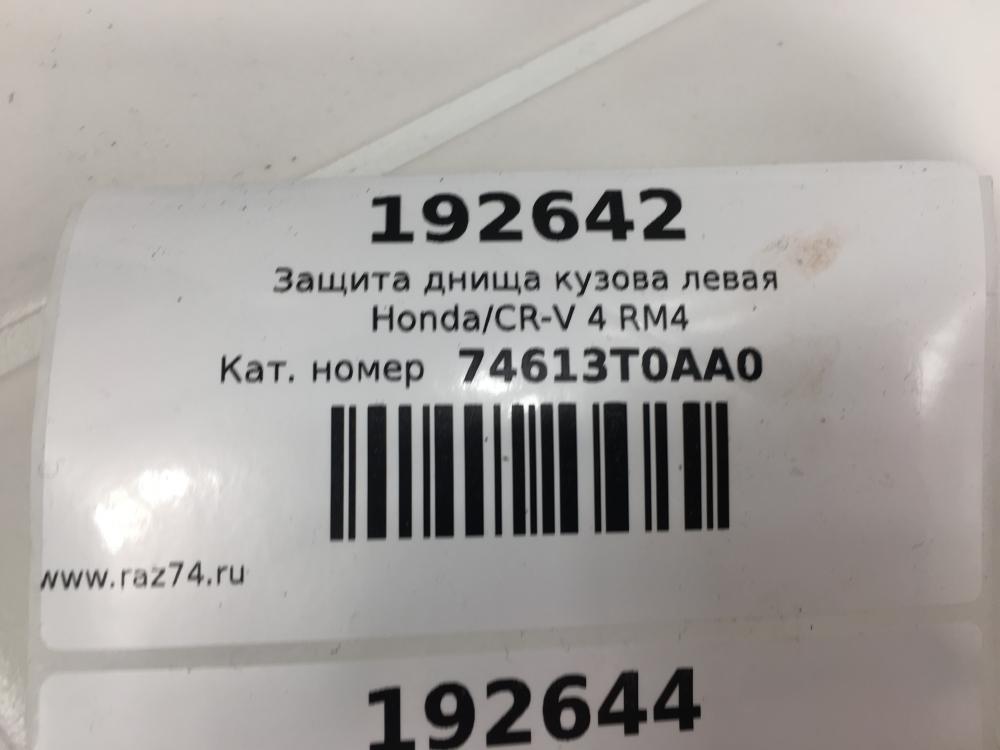 192642
Защита днища кузова левая
Honda/CR-V 4 RM4
Кат. номер 74613T0AA0
www.raz74.ru
192644